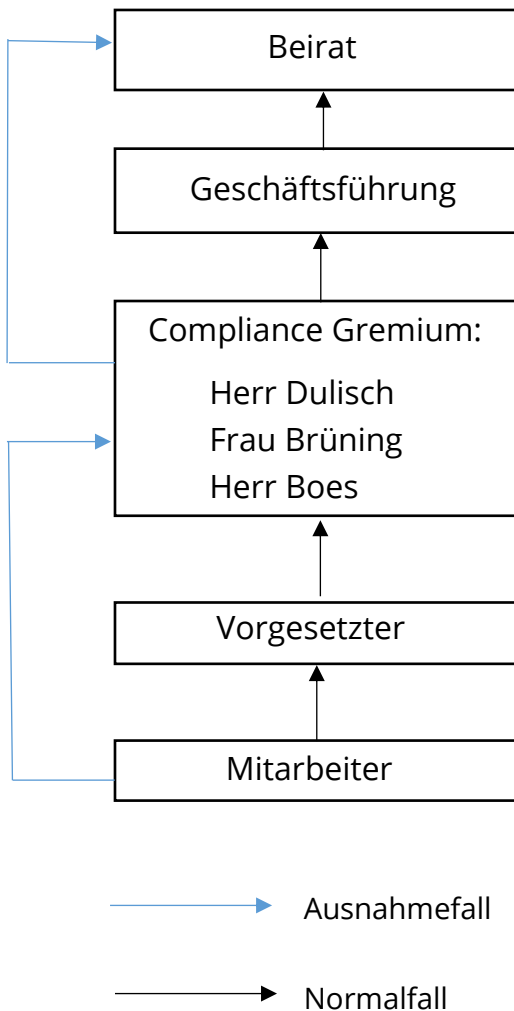 Beirat
Geschäftsführung
Compliance Gremium:
Herr Dulisch
Frau Brüning
Herr Boes
Vorgesetzter
Mitarbeiter
Ausnahmefall
Normalfall